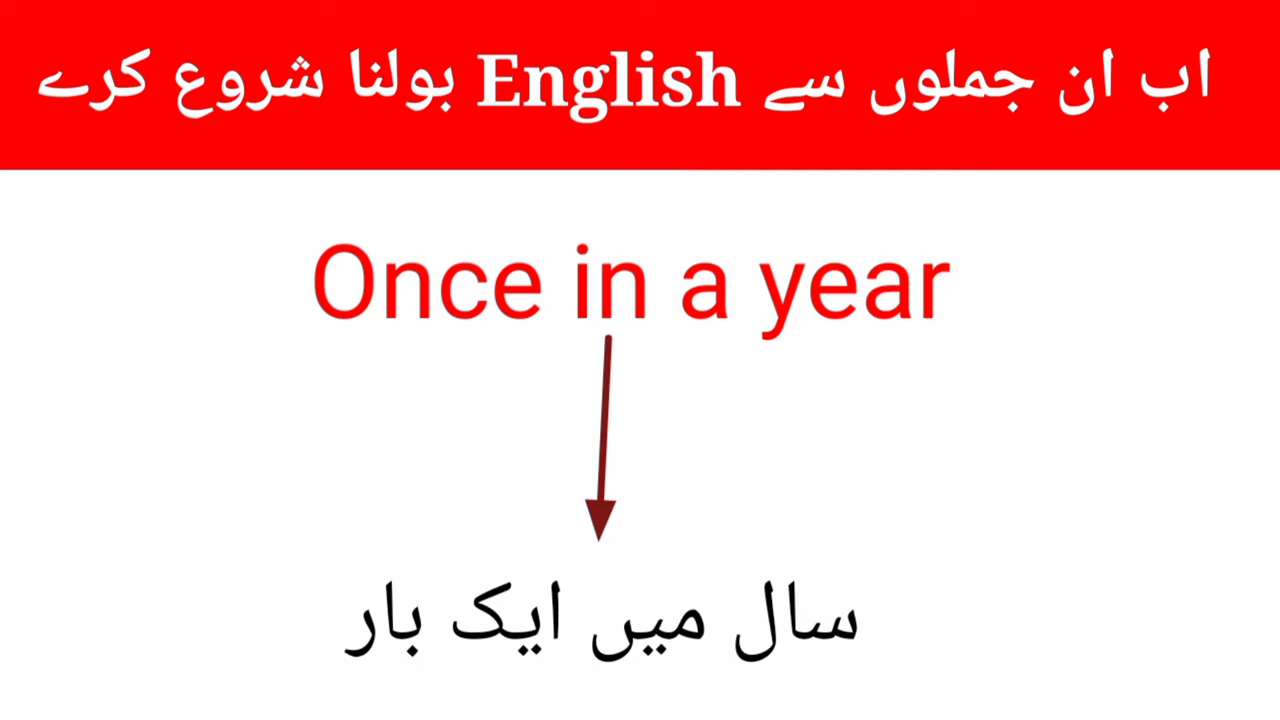 اب ان جملوں سے English بولنا شروع کرے
Once in a year
سال میں ایک بار